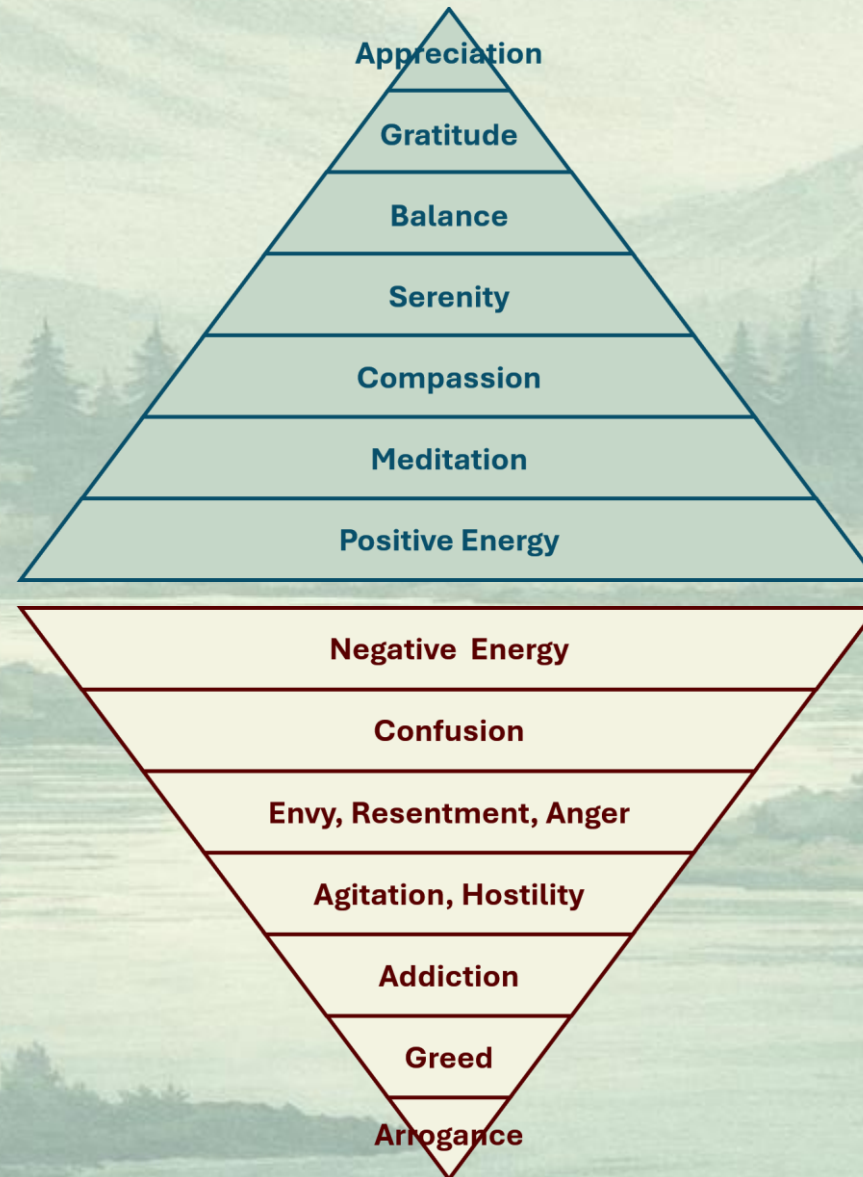 Appreciation
Gratitude
Balance
Serenity
Compassion
Meditation
Positive Energy
Negative  Energy
Confusion
Envy, Resentment, Anger
Agitation, Hostility
Addiction
Greed
Arrogance